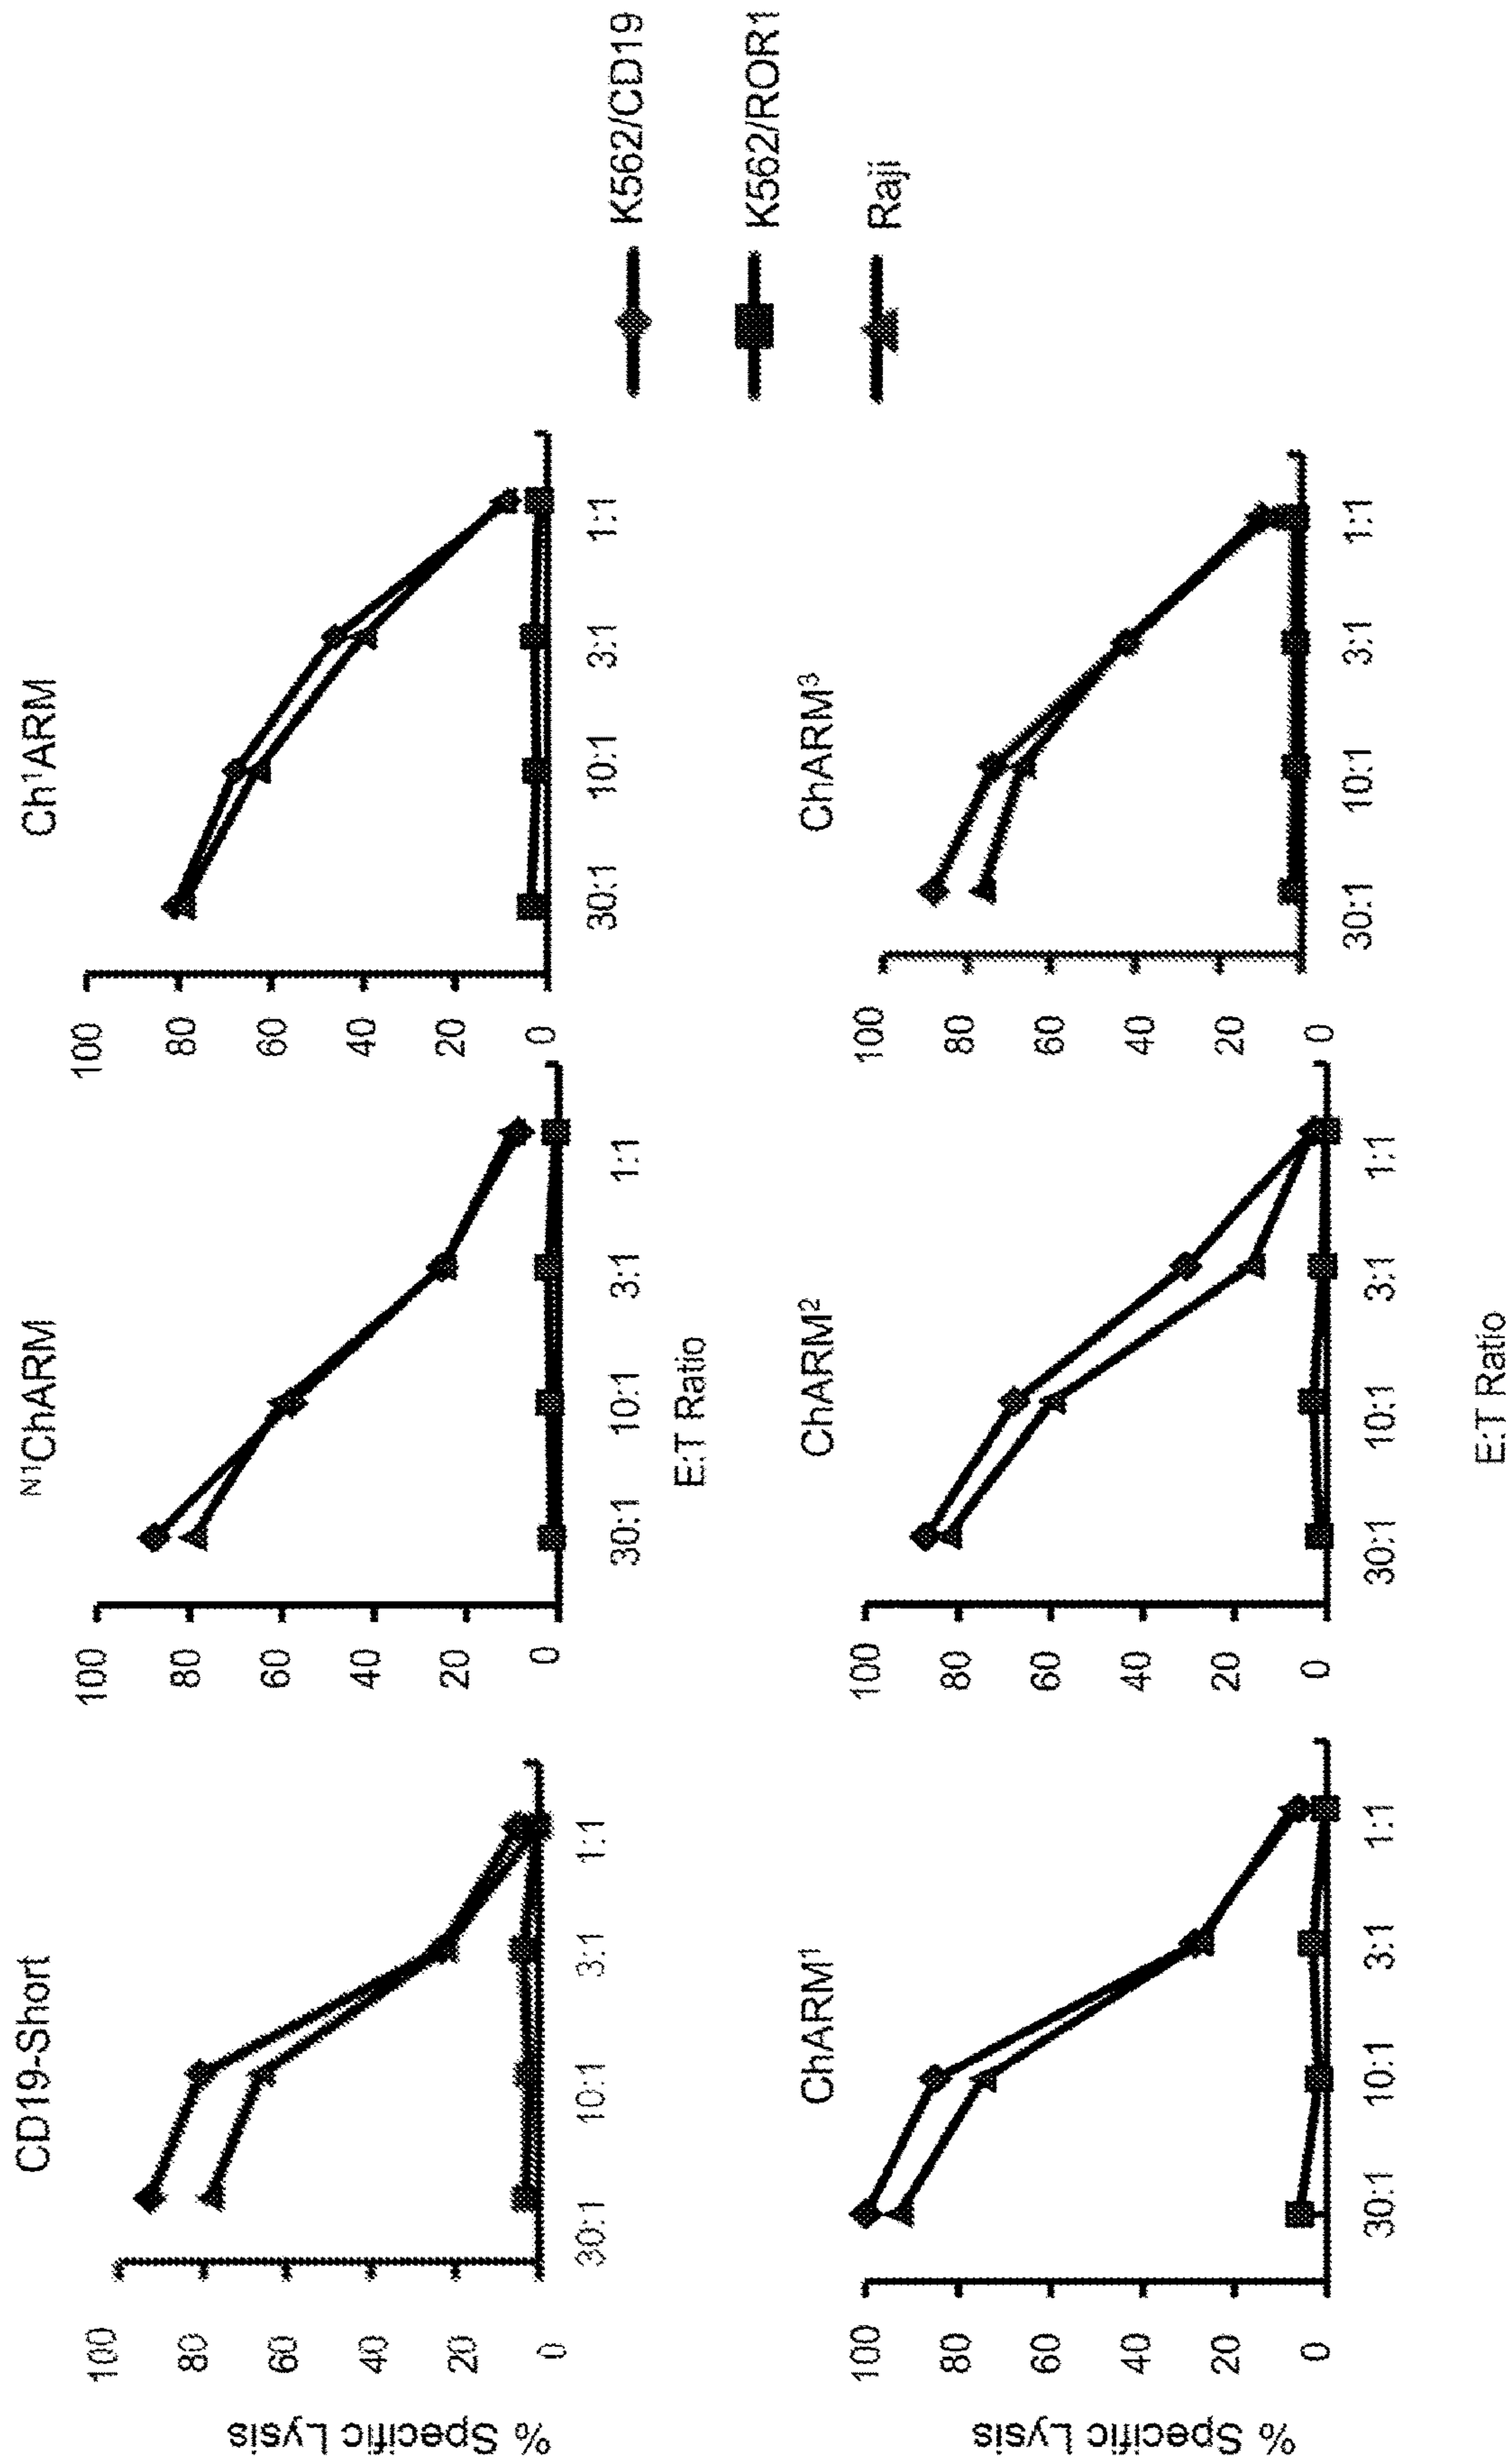 CD19-Short
% Specific Lysis
100
80
60
40
20
0
30:1 10:1 3:1 1:1
N1ChARM
100
80
60
40
20
0
30:1 10:1 3:1 1:1
E:T Ratio
Ch1ARM
100
80
60
40
20
0
30:1 10:1 3:1 1:1
K562/CD19
K562/ROR1
Raji
ChARM1
% Specific Lysis
100
80
60
40
20
0
30:1 10:1 3:1 1:1
ChARM2
100
80
60
40
20
0
30:1 10:1 3:1 1:1
E:T Ratio
ChARM3
100
80
60
40
20
0
30:1 10:1 3:1 1:1